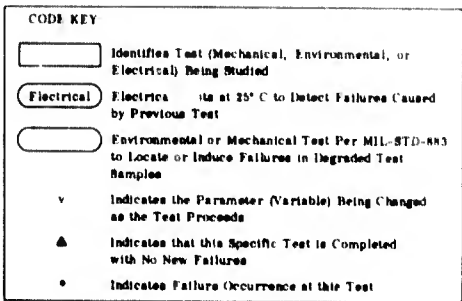 CODE KEY
Identifies Test (Mechanical, Environmental, or
Electrical) Being Studied
Electrical
Electrica at 25° C to Detect Failures Caused
by Previous Test
Environmental or Mechanical Test Per MIL-STD-883
to Locate or Induce Failures in Degraded Test
Samples
v Indicates the Parameter (Variable) Being Changed
as the Test Proceeds
▲ Indicates that this Specific Test is Completed
with No New Failures
• Indicates Failure Occurrence at this Test